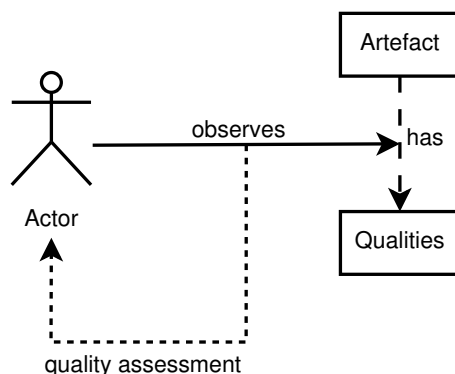 Artefact
observes
has
Actor
Qualities
quality assessment